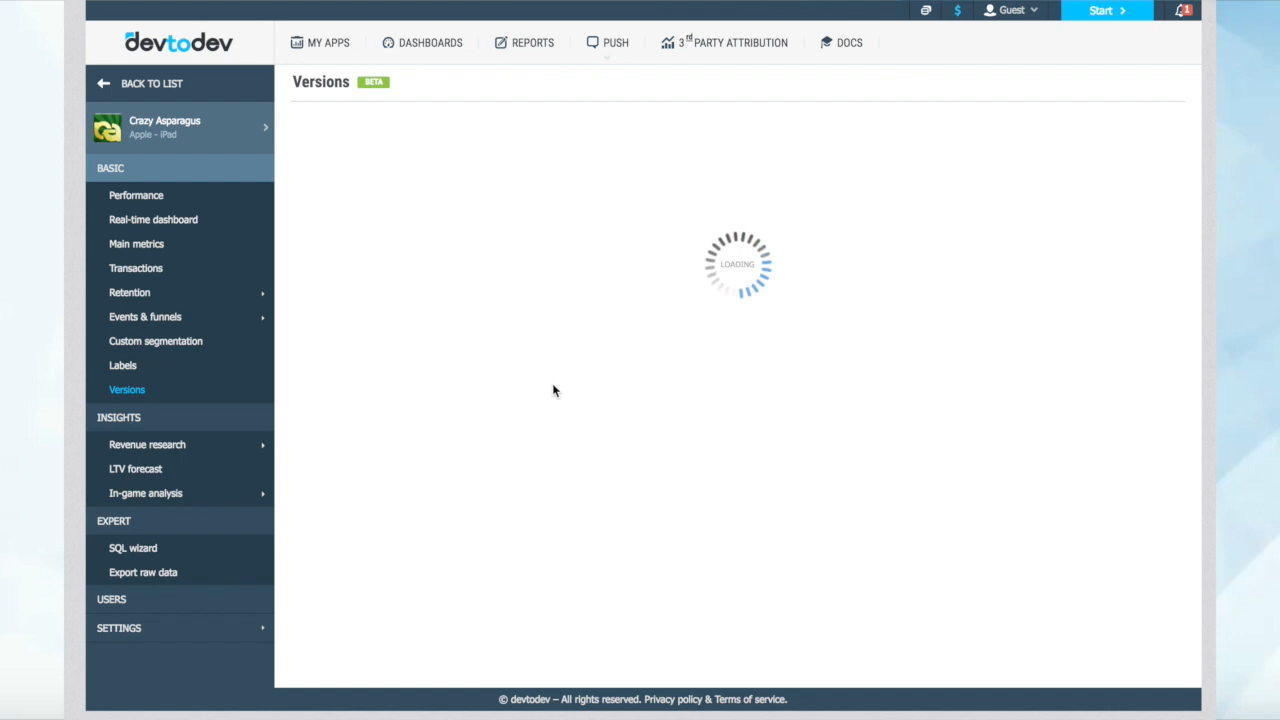 $
Guest
Start
1
devtodev
MY APPS
DASHBOARDS
REPORTS
PUSH
3rd PARTY ATTRIBUTION
DOCS
BACK TO LIST
Crazy Asparagus
Apple - iPad
BASIC
Performance
Real-time dashboard
Main metrics
Transactions
Retention
Events & funnels
Custom segmentation
Labels
Versions
INSIGHTS
Revenue research
LTV forecast
In-game analysis
EXPERT
SQL wizard
Export raw data
USERS
SETTINGS
Versions
BETA
LOADING
© devtodev – All rights reserved. Privacy policy & Terms of service.